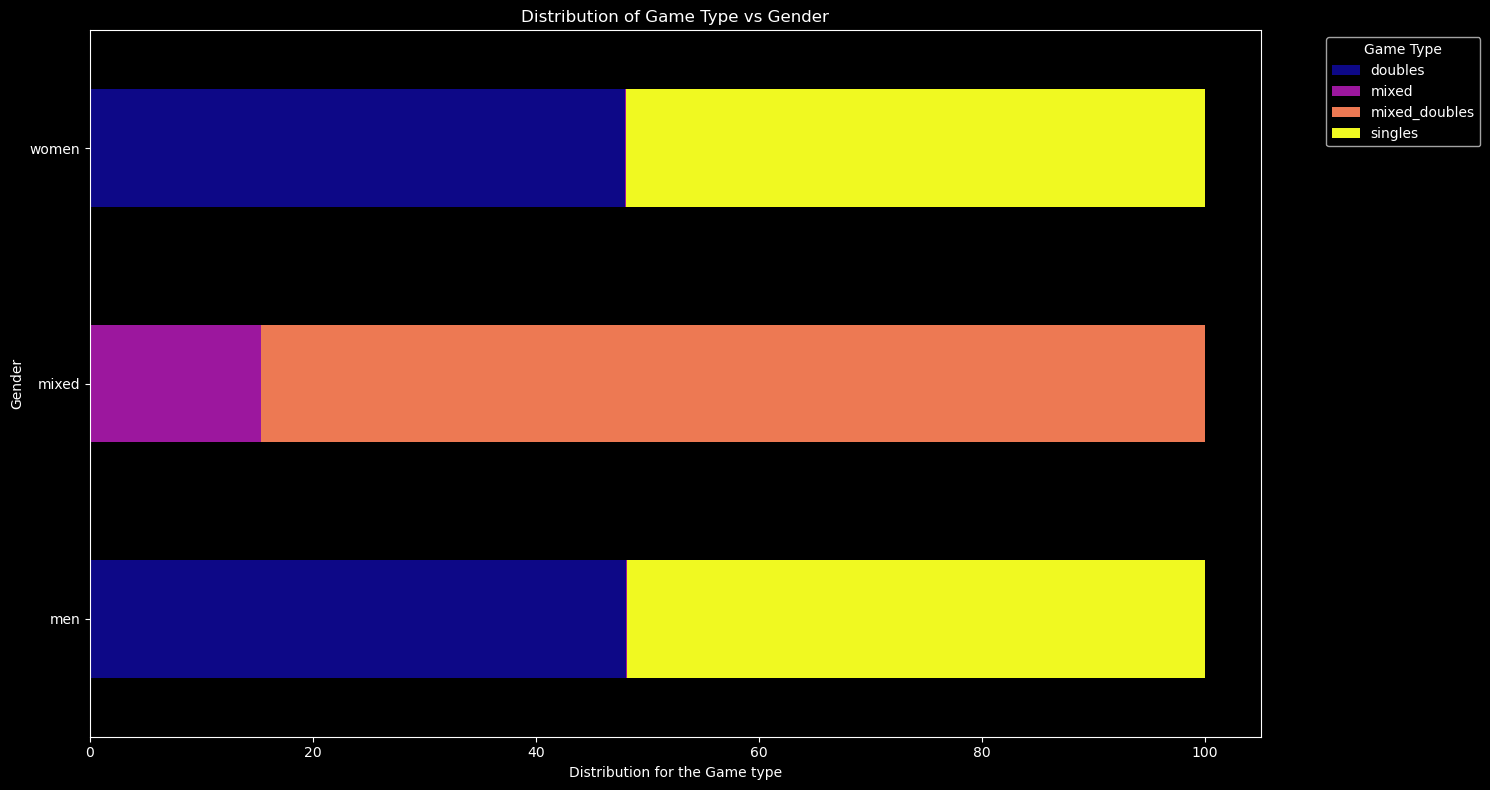 Distribution of Game Type vs Gender
Game Type
doubles
mixed
mixed_doubles
singles
women
mixed
men
Gender
0 20 40 60 80 100
Distribution for the Game type